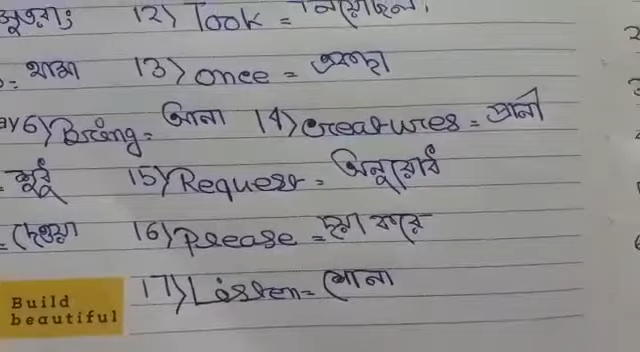 12) Took =
= থামা 13) once = একদা
6) Bring = আনা 14) creatures = প্রানী
15) Request = অনুরোধ
= দেওয়া 16) Please = দয়া করে
17) Listen = শোনা
Build
beautiful